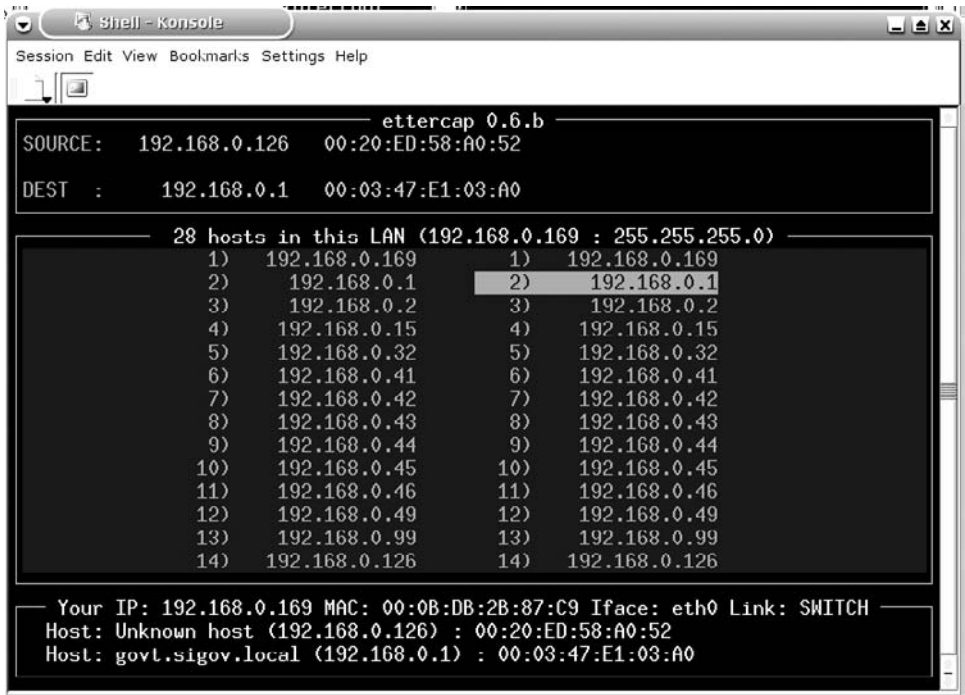 Shell - Konsole
Session Edit View Bookmarks Settings Help
ettercap 0.6.b
SOURCE: 192.168.0.126 00:20:ED:58:A0:52
DEST : 192.168.0.1 00:03:47:E1:03:A0
28 hosts in this LAN (192.168.0.169 : 255.255.255.0)
1) 192.168.0.169 1) 192.168.0.169
2) 192.168.0.1 2) 192.168.0.1
3) 192.168.0.2 3) 192.168.0.2
4) 192.168.0.15 4) 192.168.0.15
5) 192.168.0.32 5) 192.168.0.32
6) 192.168.0.41 6) 192.168.0.41
7) 192.168.0.42 7) 192.168.0.42
8) 192.168.0.43 8) 192.168.0.43
9) 192.168.0.44 9) 192.168.0.44
10) 192.168.0.45 10) 192.168.0.45
11) 192.168.0.46 11) 192.168.0.46
12) 192.168.0.49 12) 192.168.0.49
13) 192.168.0.99 13) 192.168.0.99
14) 192.168.0.126 14) 192.168.0.126
Your IP: 192.168.0.169 MAC: 00:0B:DB:2B:87:C9 Iface: eth0 Link: SWITCH
Host: Unknown host (192.168.0.126) : 00:20:ED:58:A0:52
Host: govt.sigov.local (192.168.0.1) : 00:03:47:E1:03:A0